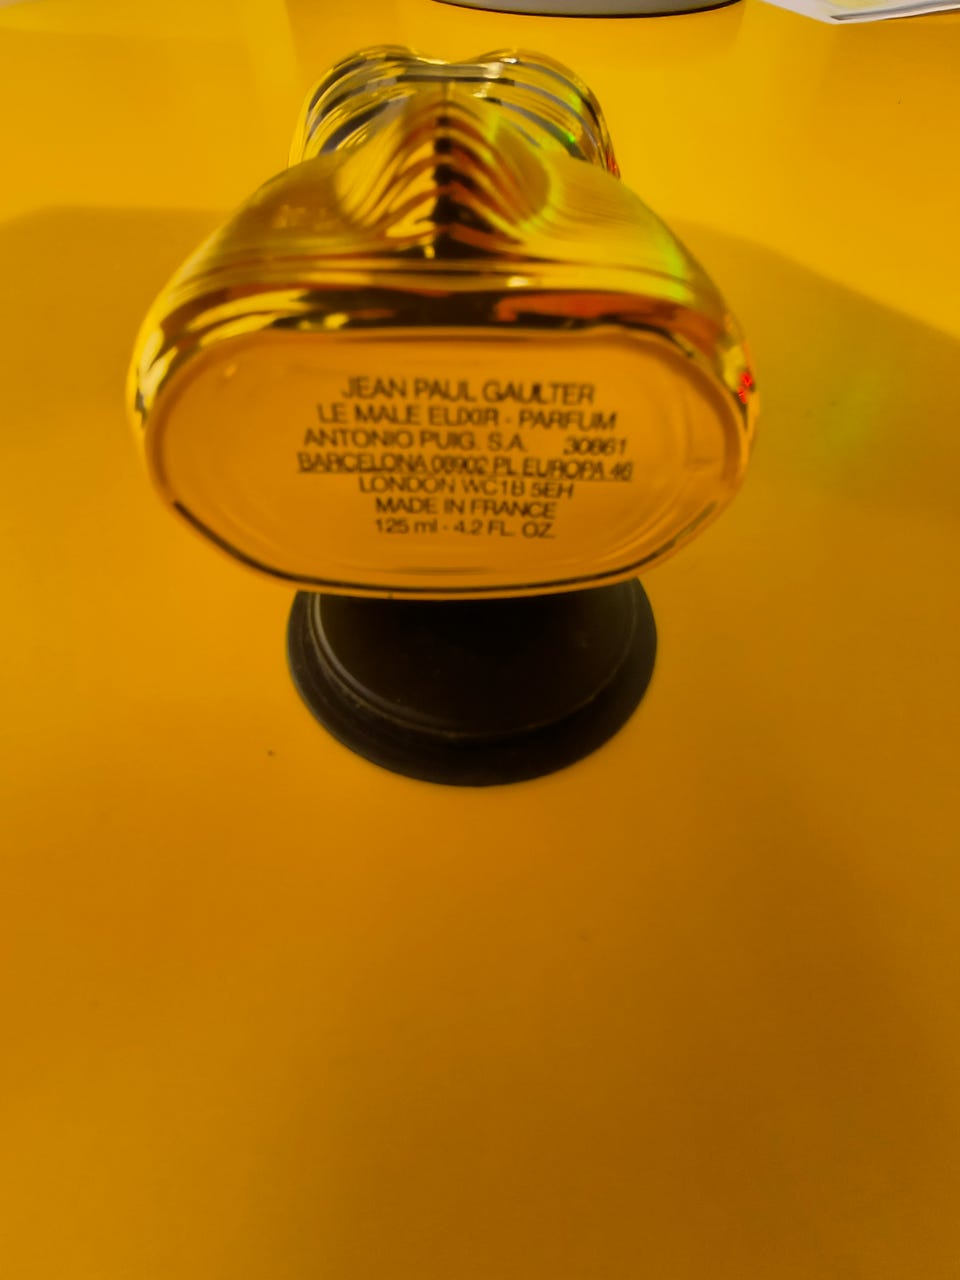 JEAN PAUL GAULTER
LE MALE ELIXIR - PARFUM
ANTONIO PUIG. S.A. 30861
BARCELONA 08902 PL EUROPA 46
LONDON WC1B 5EH
MADE IN FRANCE
125 ml - 4.2 FL. OZ.